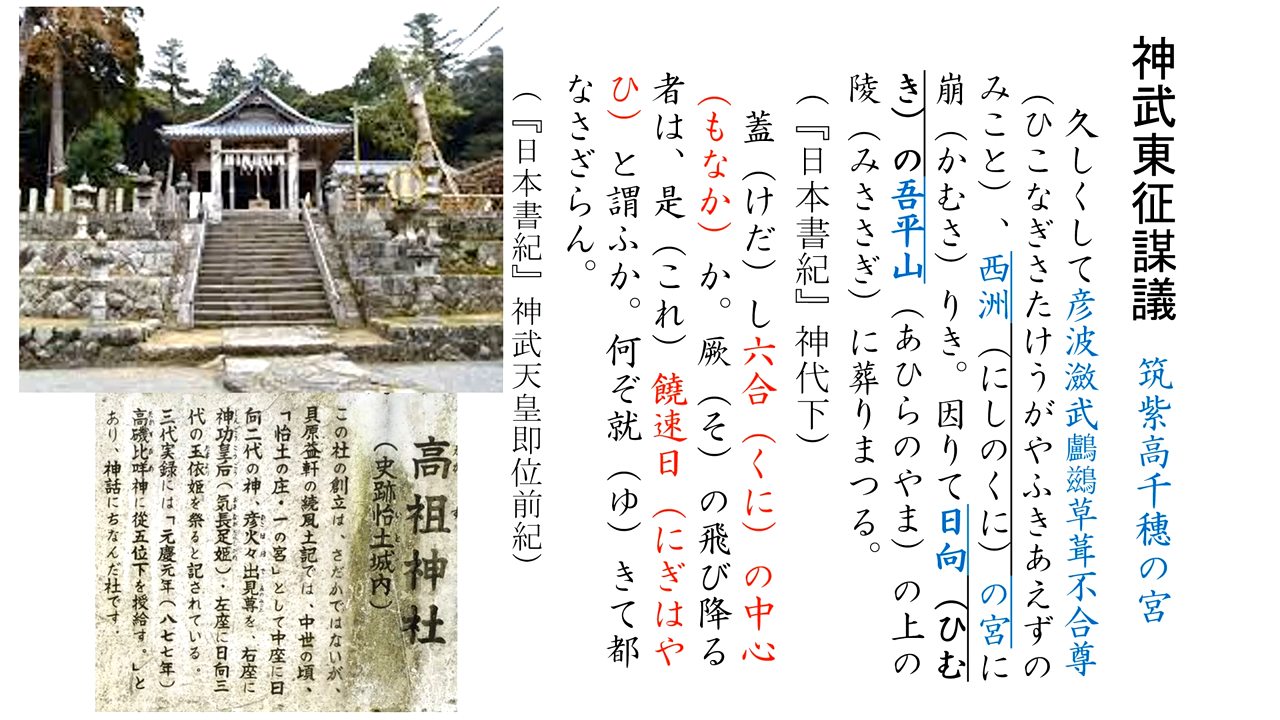 神武東征謀議　筑紫高千穂の宮
久しくして彦波瀲武鸕鷀草葺不合尊
（ひこなぎさたけうがやふきあえずの
みこと）、西洲（にしのくに）の宮に
崩（かむさ）りき。因りて日向（ひむ
き）の吾平山（あひらのやま）の上の
陵（みささぎ）に葬りまつる。
（『日本書紀』神代下）
蓋（けだ）し六合（くに）の中心
（もなか）か。厥（そ）の飛び降る
者は、是（これ）饒速日（にぎはや
ひ）と謂ふか。何ぞ就（ゆ）きて都
なさざらん。
（『日本書紀』神武天皇即位前紀）
高祖神社
（史跡怡土城内）
この社の創立は、さだかではないが、
貝原益軒の続風土記では、中世の頃、
「怡土の庄・一の宮」として中座に日
向二代の神、彦火々出見尊を、右座に
神功皇后（気長足姫）・左座に日向三
代の玉依姫を祭ると記されている。
三代実録には「元慶元年（八七七年）
高磯比咩神に従五位下を授給す。」と
あり、神話にちなんだ社です。